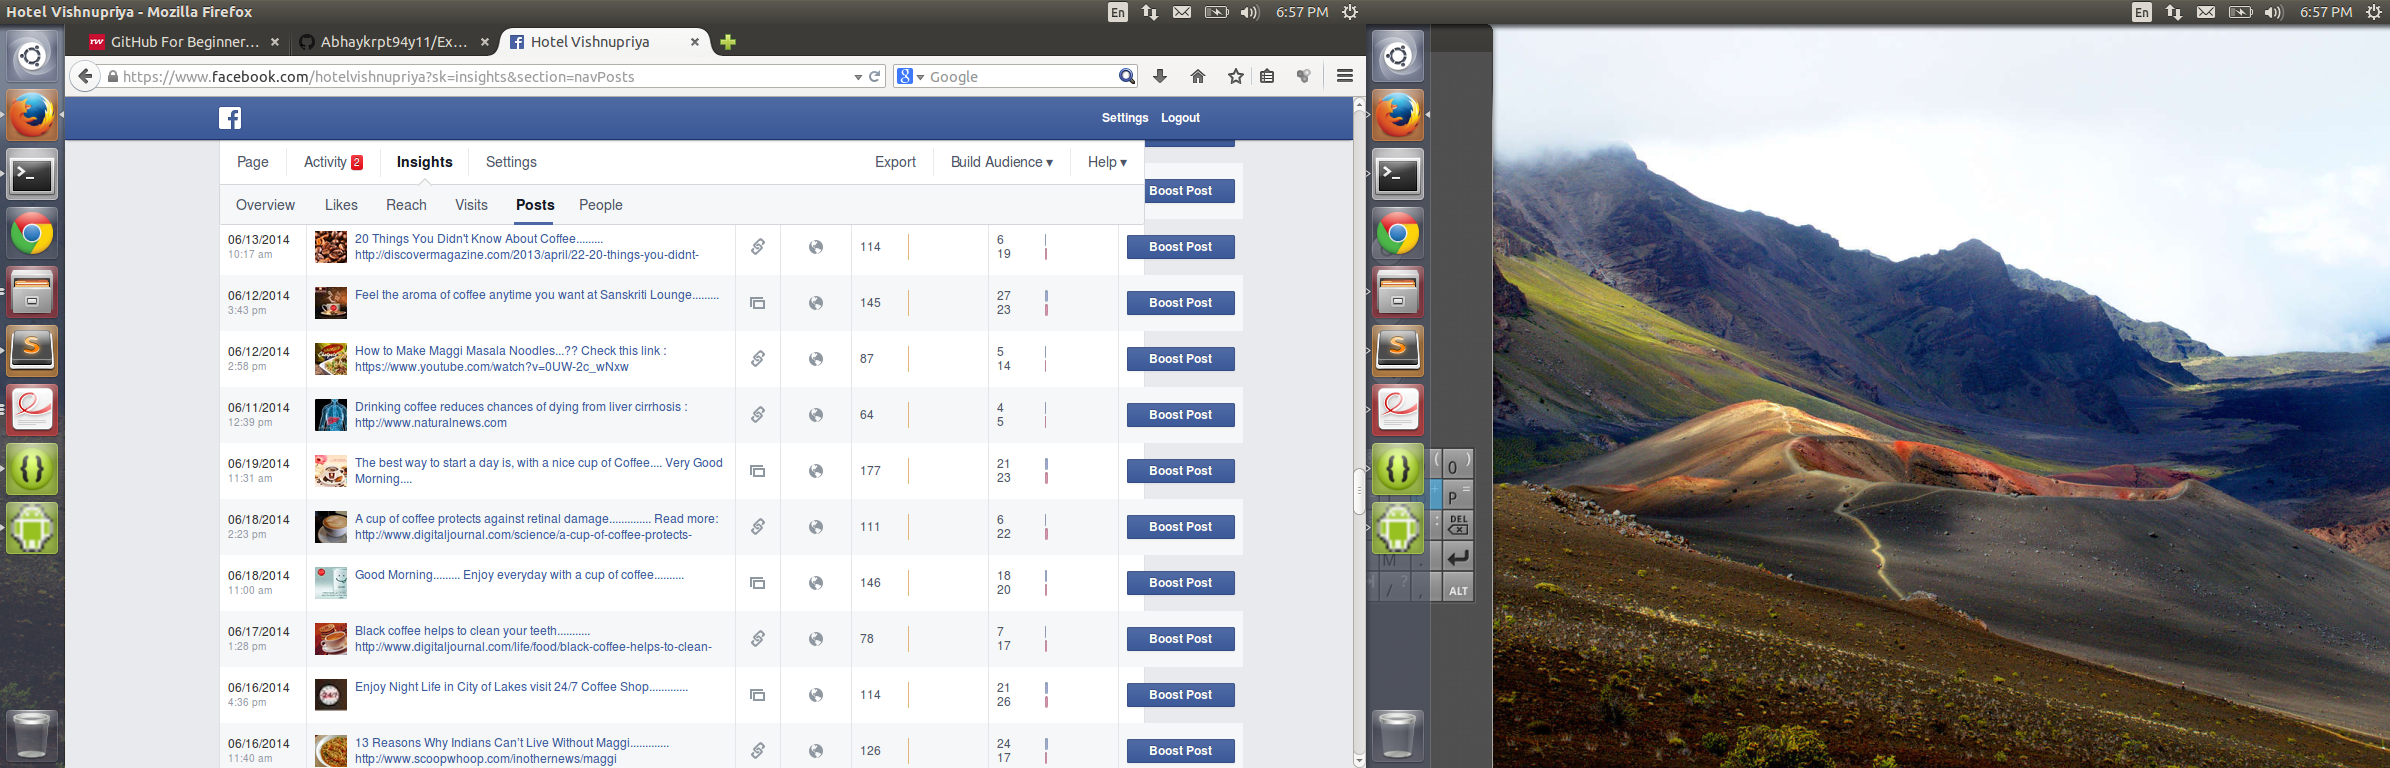 Hotel Vishnupriya - Mozilla Firefox
En
6:57 PM
En
6:57 PM
GitHub For Beginner...
Abhaykrpt94y11/Ex...
Hotel Vishnupriya
https://www.facebook.com/hotelvishnupriya?sk=insights&section=navPosts
Google
Settings Logout
Page Activity 2 Insights Settings Export Build Audience Help
Boost Post
Overview Likes Reach Visits Posts People
06/13/2014
10:17 am
20 Things You Didn't Know About Coffee.........
http://discovermagazine.com/2013/april/22-20-things-you-didnt-
114
6
19
Boost Post
06/12/2014
3:43 pm
Feel the aroma of coffee anytime you want at Sanskriti Lounge.........
145
27
23
Boost Post
06/12/2014
2:58 pm
How to Make Maggi Masala Noodles...?? Check this link :
https://www.youtube.com/watch?v=0UW-2c_wNxw
87
5
14
Boost Post
06/11/2014
12:39 pm
Drinking coffee reduces chances of dying from liver cirrhosis :
http://www.naturalnews.com
64
4
5
Boost Post
06/19/2014
11:31 am
The best way to start a day is, with a nice cup of Coffee.... Very Good
Morning....
177
21
23
Boost Post
06/18/2014
2:23 pm
A cup of coffee protects against retinal damage............. Read more:
http://www.digitaljournal.com/science/a-cup-of-coffee-protects-
111
6
22
Boost Post
06/18/2014
11:00 am
Good Morning......... Enjoy everyday with a cup of coffee..........
146
18
20
Boost Post
06/17/2014
1:28 pm
Black coffee helps to clean your teeth...........
http://www.digitaljournal.com/life/food/black-coffee-helps-to-clean-
78
7
17
Boost Post
06/16/2014
4:36 pm
Enjoy Night Life in City of Lakes visit 24/7 Coffee Shop.............
114
21
26
Boost Post
06/16/2014
11:40 am
13 Reasons Why Indians Can't Live Without Maggi.............
http://www.scoopwhoop.com/inothernews/maggi
126
24
17
Boost Post
( O )
P =
DEL
M .
/ ? ,
ALT